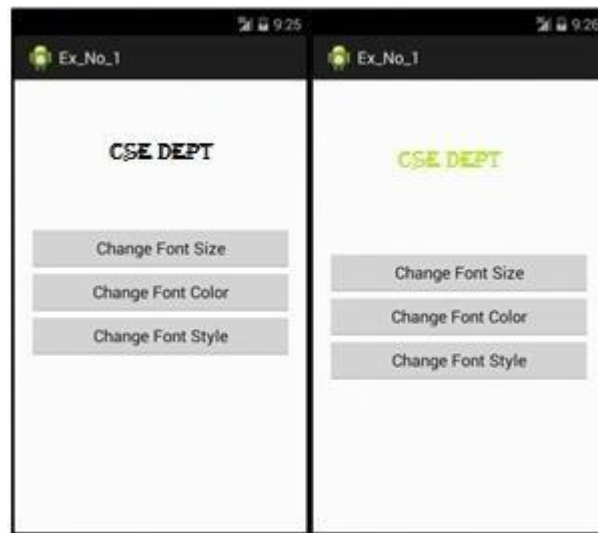 9:25
Ex_No_1
CSE DEPT
Change Font Size
Change Font Color
Change Font Style
9:26
Ex_No_1
CSE DEPT
Change Font Size
Change Font Color
Change Font Style